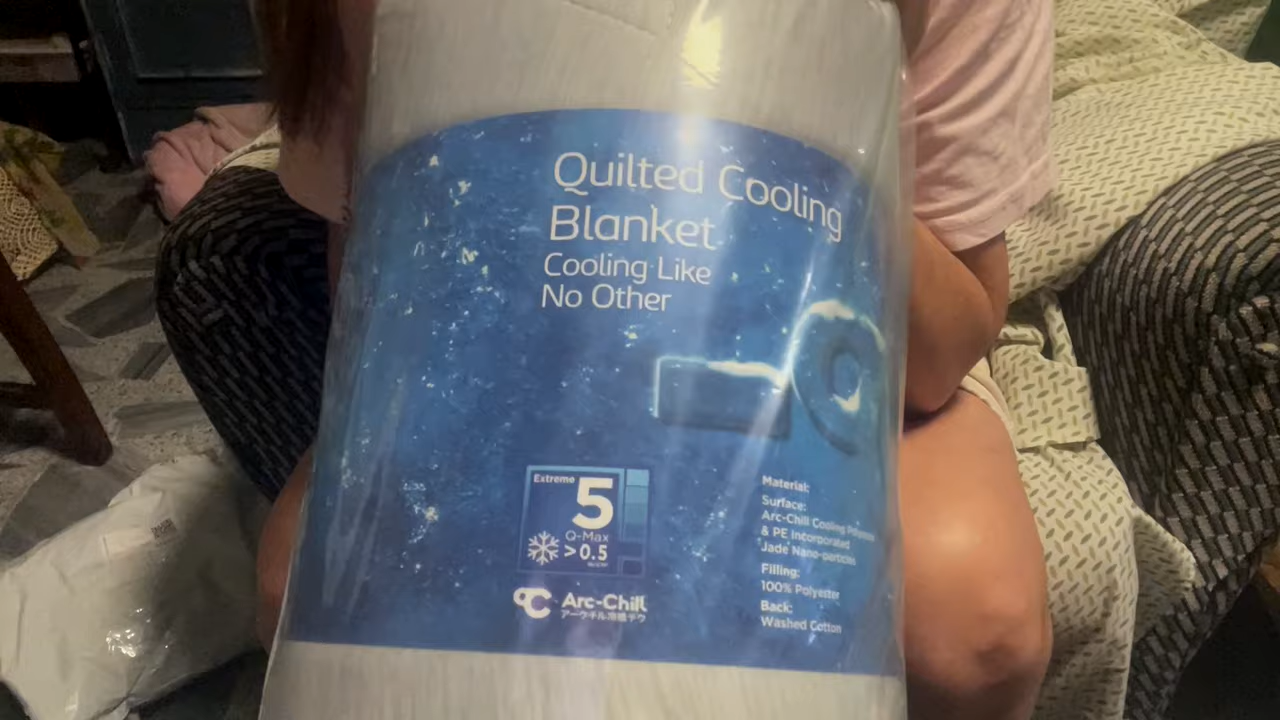 Quilted Cooling
Blanket
Cooling Like
No Other
Extreme
5
Q-Max
>0.5
Arc-Chill
Material:
Surface:
Arc-Chill Cooling
& PE Incorporated
Jade Nano-particles
Filling:
100% Polyester
Back:
Washed Cotton